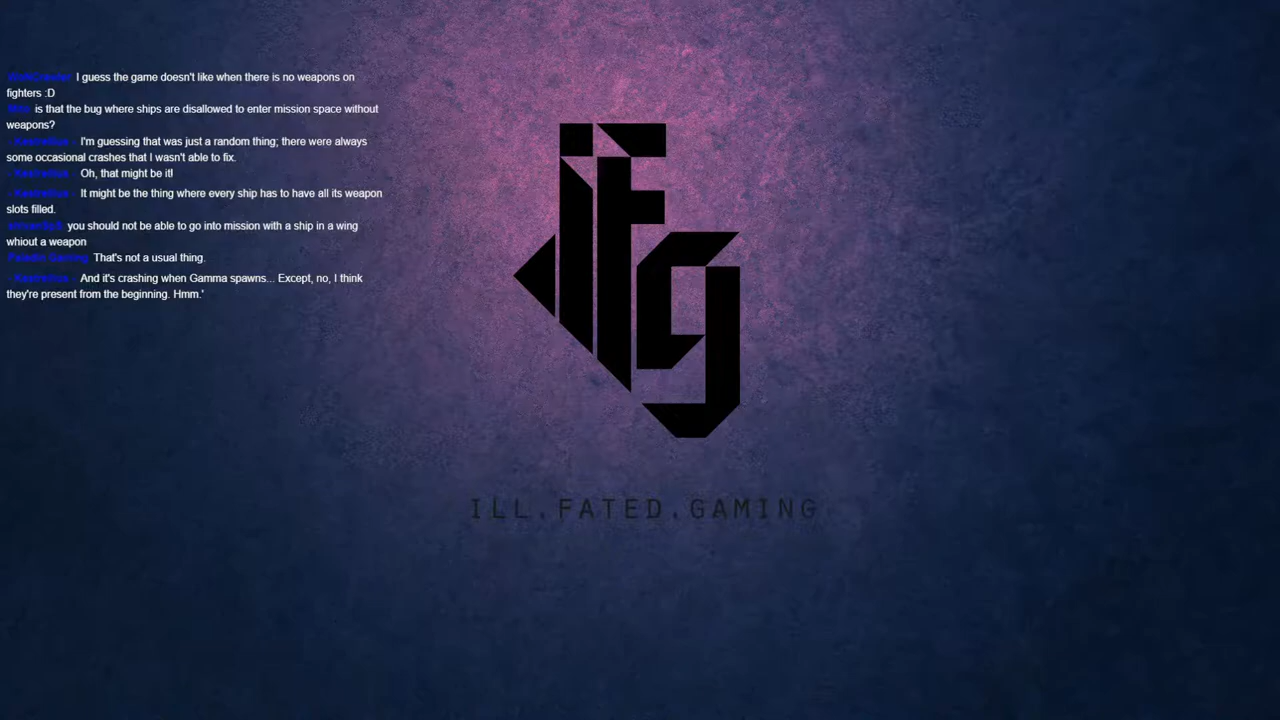 I guess the game doesn't like when there is no weapons on
fighters :D
is that the bug where ships are disallowed to enter mission space without
weapons?
I'm guessing that was just a random thing; there were always
some occasional crashes that I wasn't able to fix.
Oh, that might be it!
It might be the thing where every ship has to have all its weapon
slots filled.
you should not be able to go into mission with a ship in a wing
whiout a weapon
Paladin Gaming That's not a usual thing.
And it's crashing when Gamma spawns... Except, no, I think
they're present from the beginning. Hmm.'
iFg
ILL.FATED.GAMING